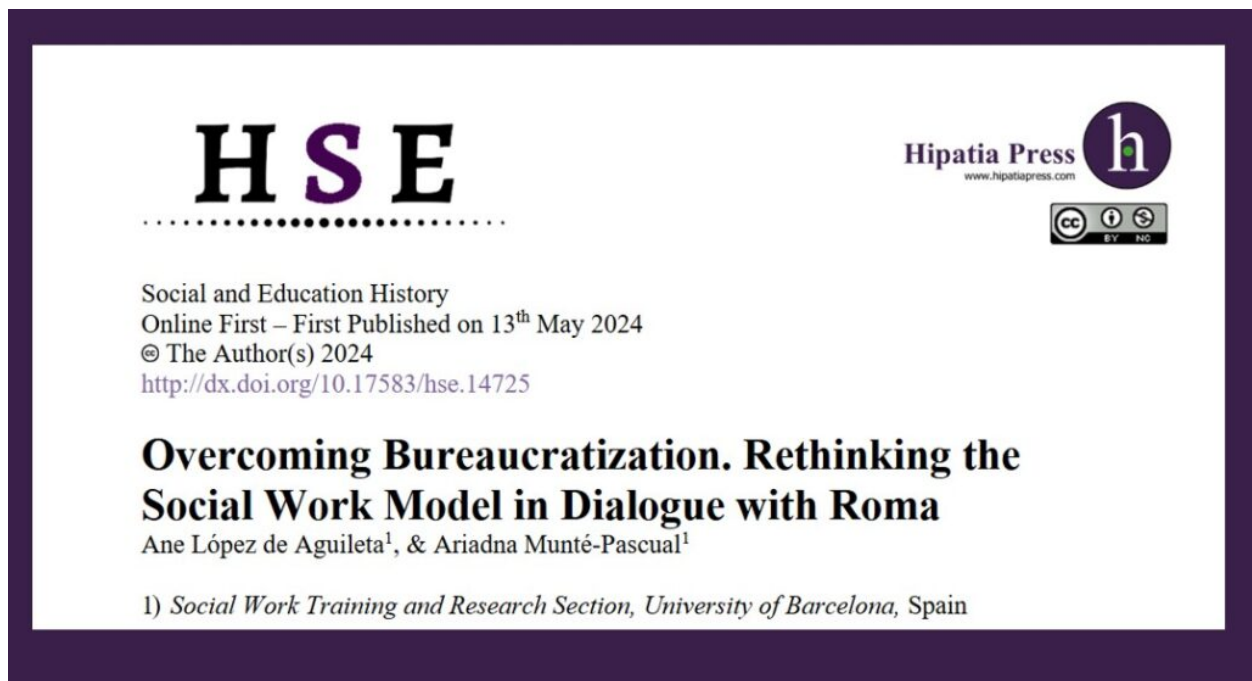 HSE
Hipatia Press
www.hipatiapress.com
h
cc
BY NC
Social and Education History
Online First – First Published on 13th May 2024
🅭 The Author(s) 2024
http://dx.doi.org/10.17583/hse.14725
Overcoming Bureaucratization. Rethinking the
Social Work Model in Dialogue with Roma
Ane López de Aguileta1, & Ariadna Munté-Pascual1
1) Social Work Training and Research Section, University of Barcelona, Spain